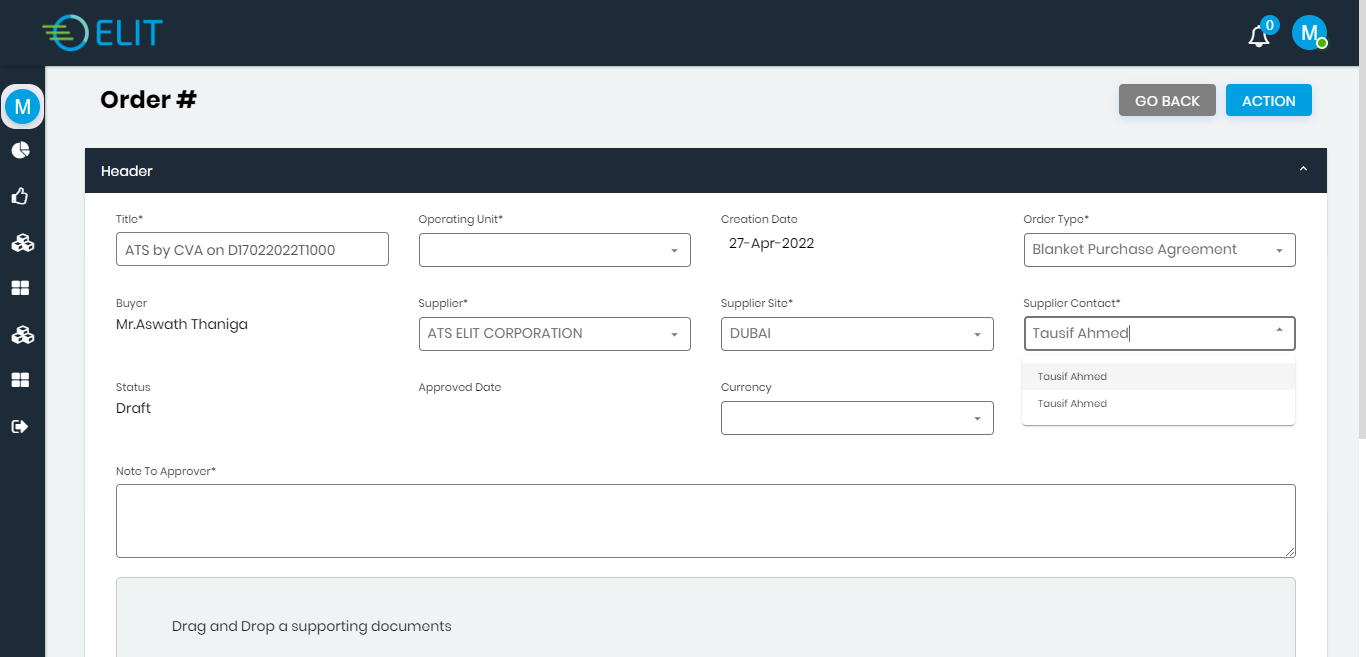 ELIT
0
M
M
Order #
GO BACK
ACTION
Header
Title*
Operating Unit*
Creation Date
Order Type*
ATS by CVA on D17022022T1000
27-Apr-2022
Blanket Purchase Agreement
Buyer
Supplier*
Supplier Site*
Supplier Contact*
Mr.Aswath Thaniga
ATS ELIT CORPORATION
DUBAI
Tausif Ahmed
Tausif Ahmed
Tausif Ahmed
Status
Approved Date
Currency
Draft
Note To Approver*
Drag and Drop a supporting documents